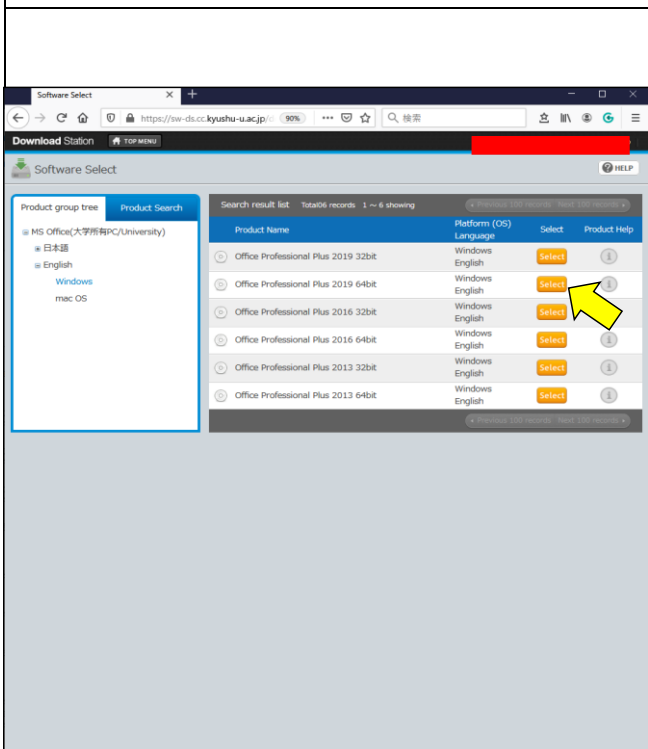 Software Select
https://sw-ds.cc.kyushu-u.ac.jp/d 90% 検索
Download Station TOP MENU
Software Select HELP
Product group tree Product Search
MS Office(大学所有PC/University)
日本語
English
Windows
mac OS
Search result list Total06 records 1 ~ 6 showing Previous 100 records Next 100 records
Product Name Platform (OS) Language Select Product Help
Office Professional Plus 2019 32bit Windows English Select
Office Professional Plus 2019 64bit Windows English Select
Office Professional Plus 2016 32bit Windows English Select
Office Professional Plus 2016 64bit Windows English Select
Office Professional Plus 2013 32bit Windows English Select
Office Professional Plus 2013 64bit Windows English Select
Previous 100 records Next 100 records